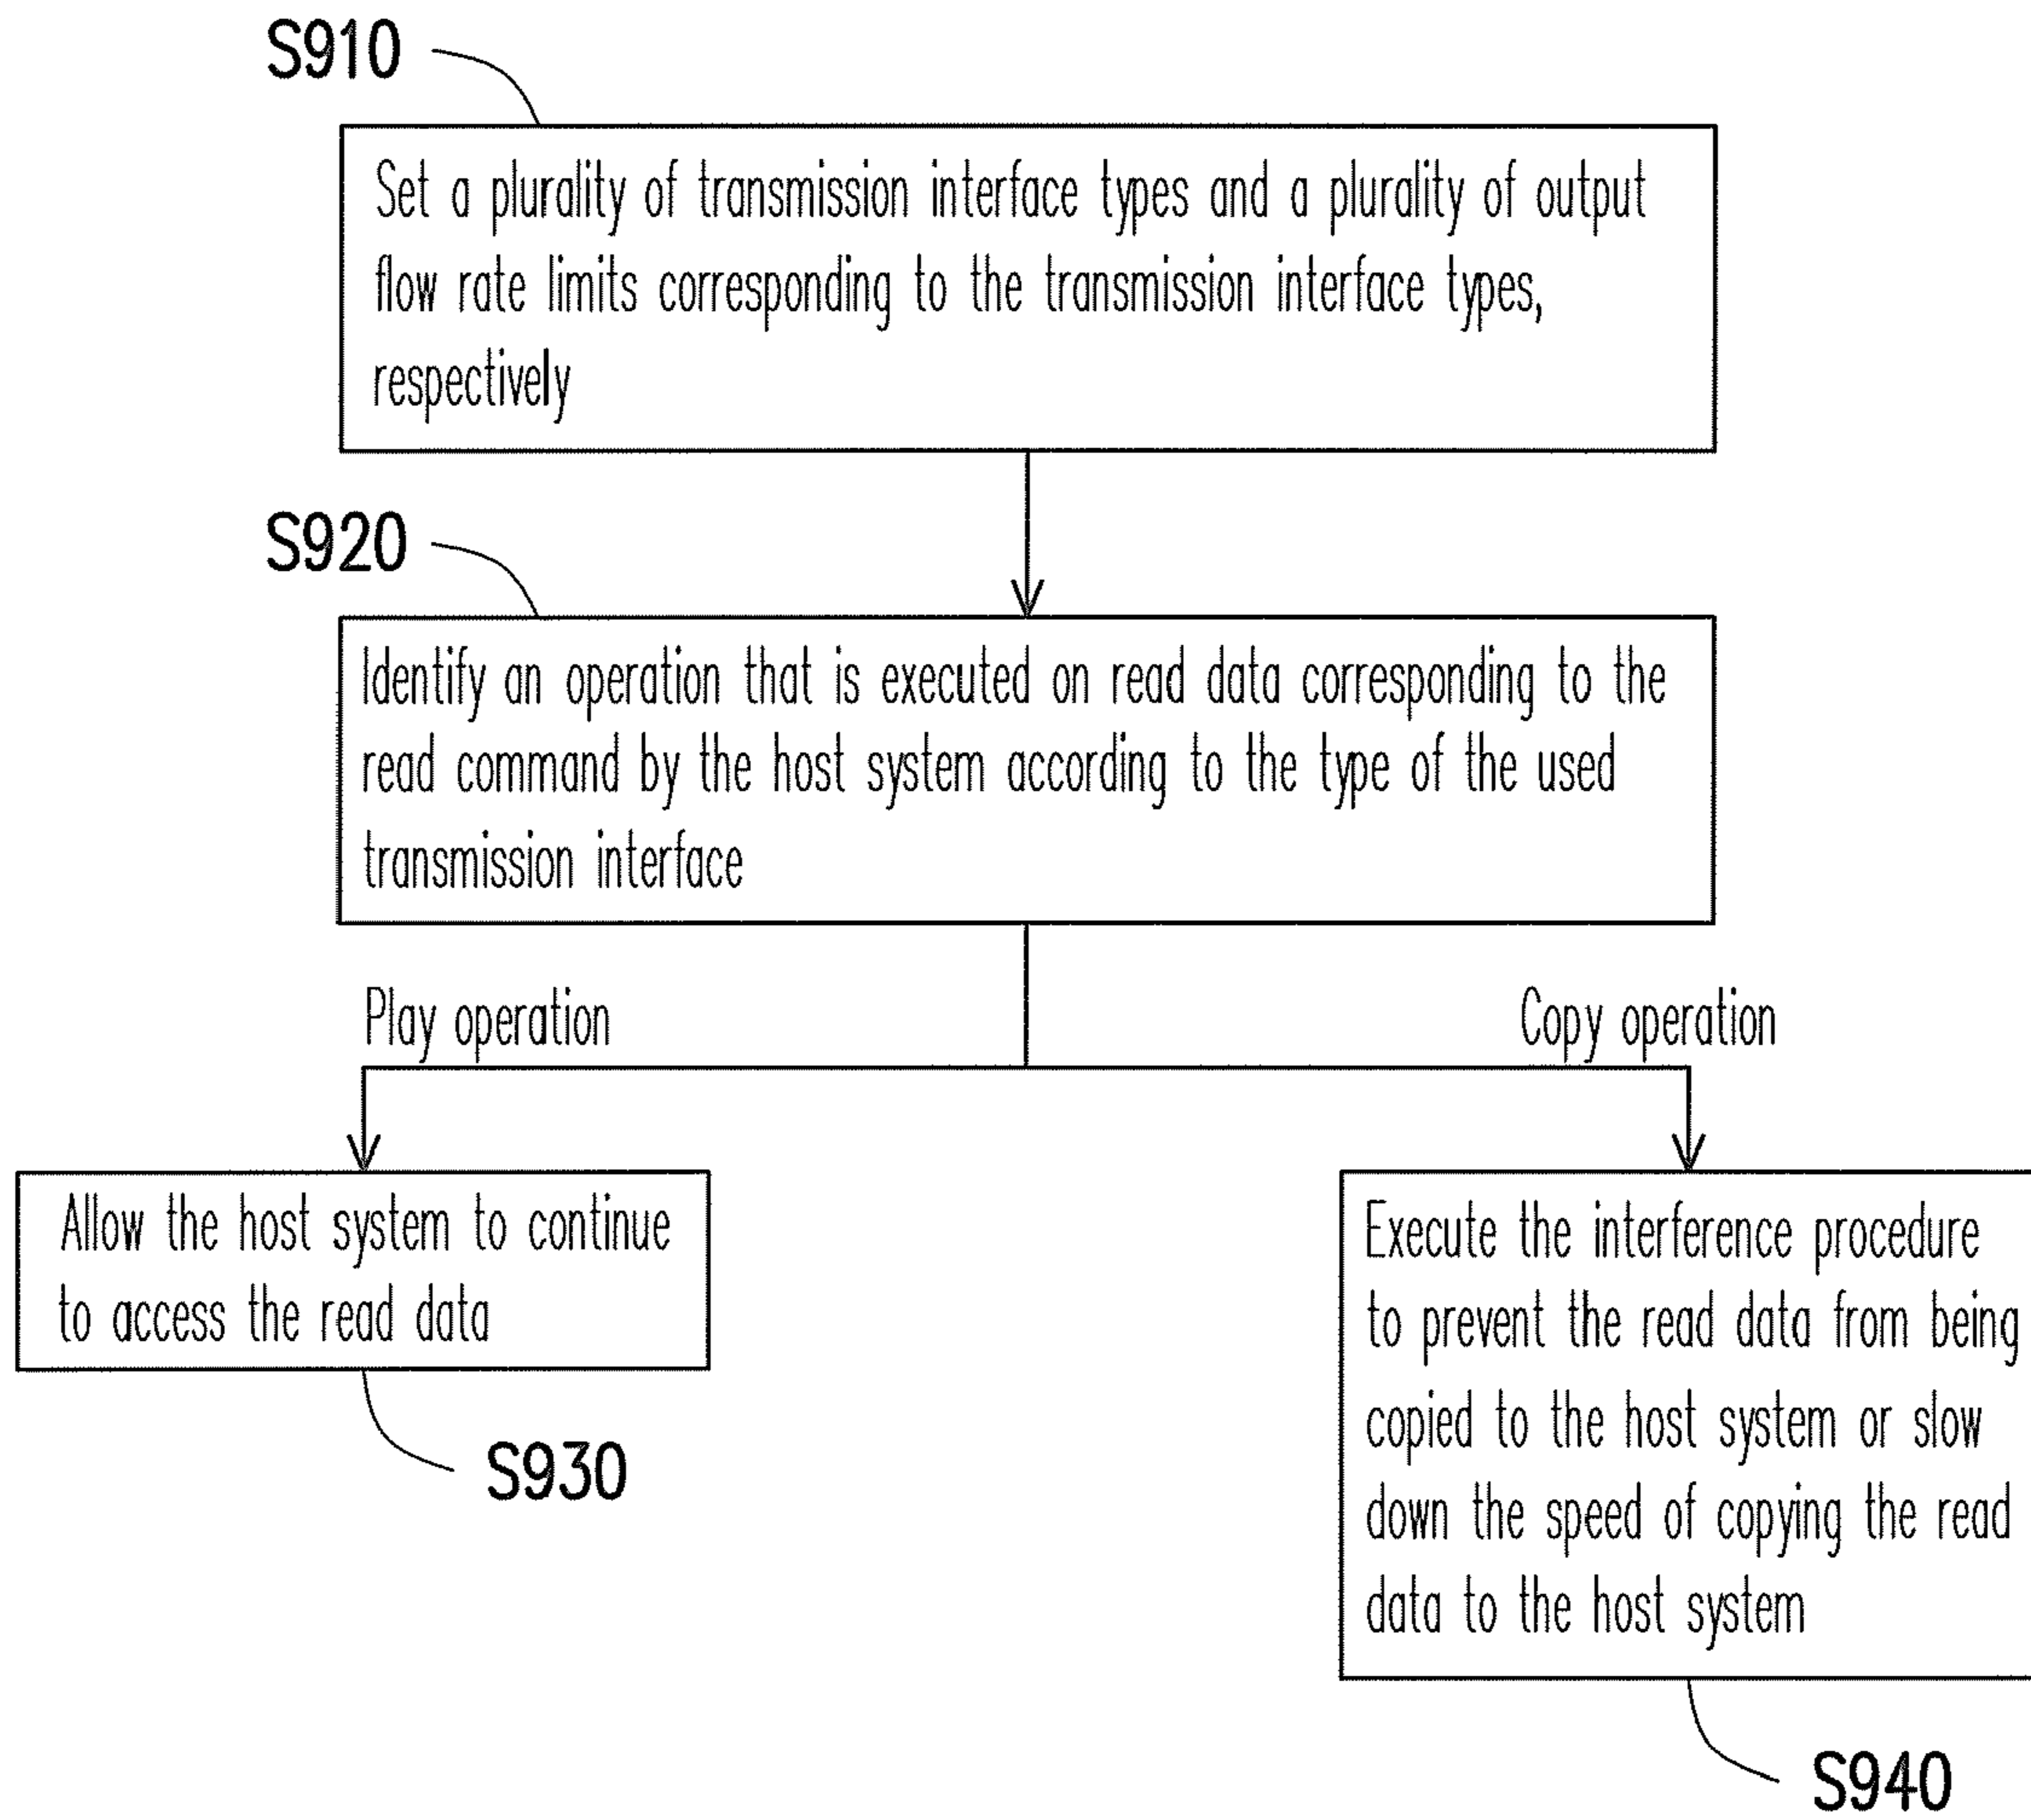 S910
Set a plurality of transmission interface types and a plurality of output
flow rate limits corresponding to the transmission interface types,
respectively
S920
Identify an operation that is executed on read data corresponding to the
read command by the host system according to the type of the used
transmission interface
Play operation
Copy operation
Allow the host system to continue
to access the read data
S930
Execute the interference procedure
to prevent the read data from being
copied to the host system or slow
down the speed of copying the read
data to the host system
S940